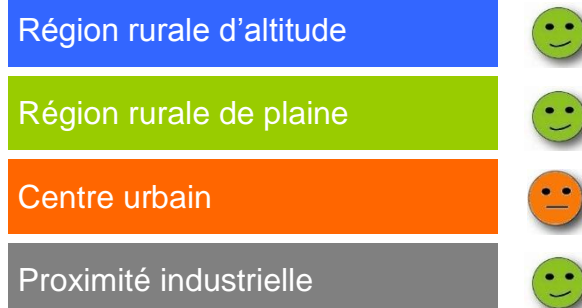 Région rurale d’altitude
Région rurale de plaine
Centre urbain
Proximité industrielle